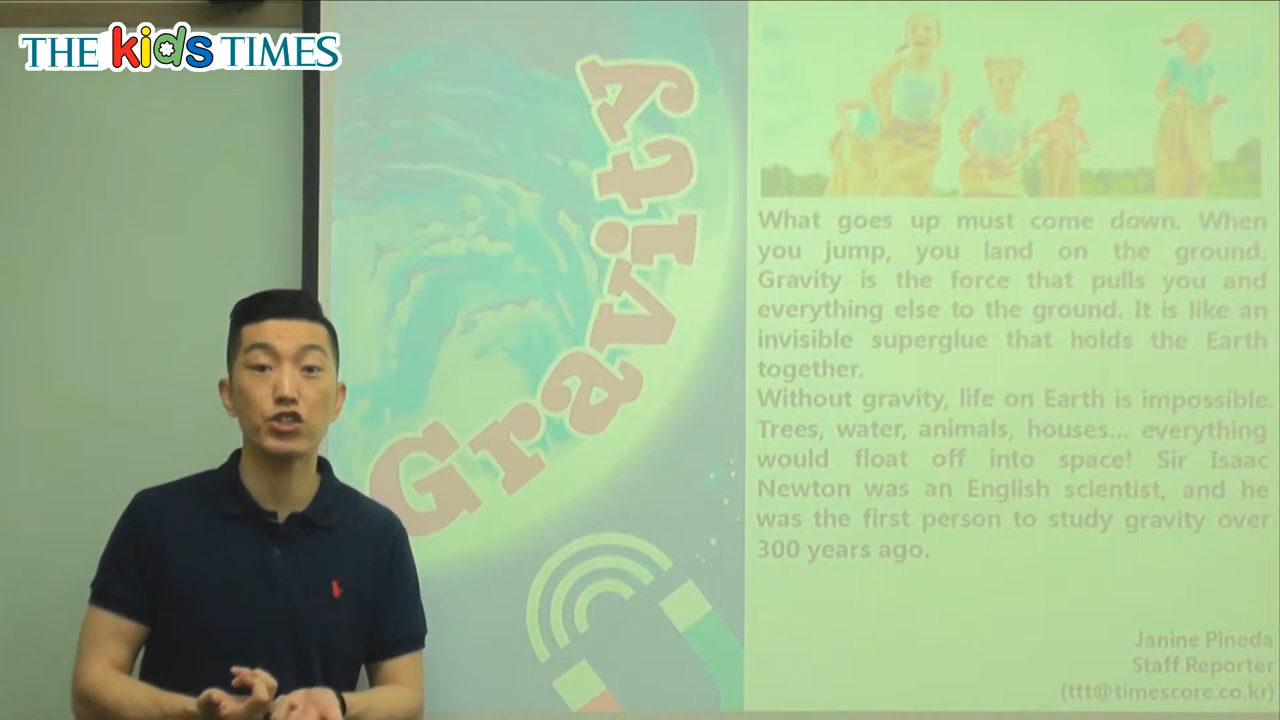 THE kids TIMES
Gravity
What goes up must come down. When
you jump, you land on the ground.
Gravity is the force that pulls you and
everything else to the ground. It is like an
invisible superglue that holds the Earth
together.
Without gravity, life on Earth is impossible.
Trees, water, animals, houses... everything
would float off into space! Sir Isaac
Newton was an English scientist, and he
was the first person to study gravity over
300 years ago.
Janine Pineda
Staff Reporter
(ttt@timescore.co.kr)